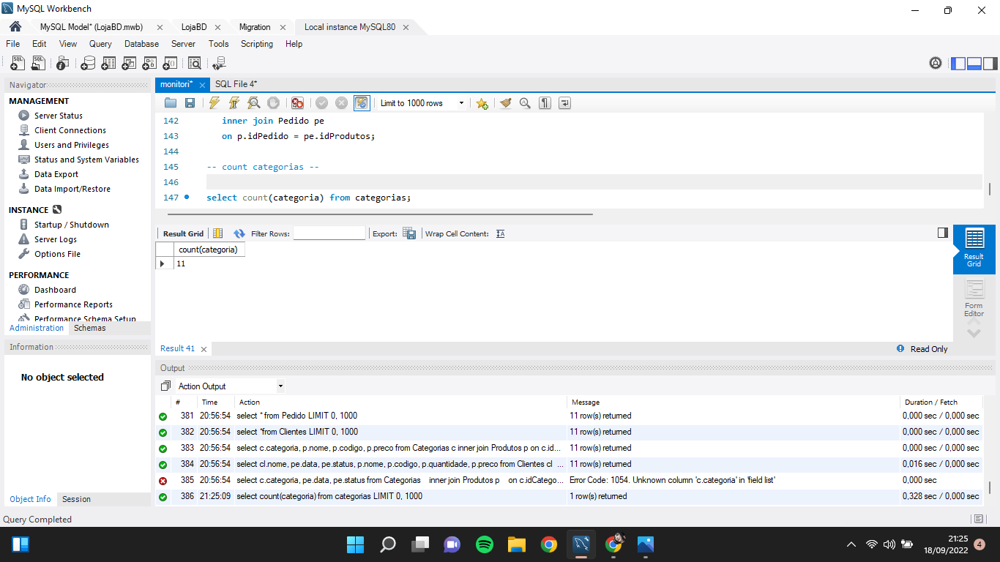 MySQL Workbench
MySQL Model* (LojaBD.mwb)
LojaBD
Migration
Local instance MySQL80
File Edit View Query Database Server Tools Scripting Help
Navigator
MANAGEMENT
Server Status
Client Connections
Users and Privileges
Status and System Variables
Data Export
Data Import/Restore
INSTANCE
Startup / Shutdown
Server Logs
Options File
PERFORMANCE
Dashboard
Performance Reports
Performance Schema Setup
Administration Schemas
Information
No object selected
Object Info Session
monitori* SQL File 4*
Limit to 1000 rows
142 inner join Pedido pe
143 on p.idPedido = pe.idProdutos;
144
145 -- count categorias --
146
147 select count(categoria) from categorias;
Result Grid Filter Rows: Export: Wrap Cell Content:
count(categoria)
11
Result Grid
Form Editor
Result 41
Read Only
Output
Action Output
# Time Action Message Duration / Fetch
381 20:56:54 select * from Pedido LIMIT 0, 1000 11 row(s) returned 0,000 sec / 0,000 sec
382 20:56:54 select *from Clientes LIMIT 0, 1000 11 row(s) returned 0,000 sec / 0,000 sec
383 20:56:54 select c.categoria, p.nome, p.codigo, p.preco from Categorias c inner join Produtos p on c.id... 11 row(s) returned 0,000 sec / 0,000 sec
384 20:56:54 select cl.nome, pe.data, pe.status, p.nome, p.codigo, p.quantidade, p.preco from Clientes cl ... 11 row(s) returned 0,016 sec / 0,000 sec
385 20:56:54 select c.categoria, pe.data, pe.status from Categorias inner join Produtos p on c.idCatego... Error Code: 1054. Unknown column 'c.categoria' in 'field list' 0,000 sec
386 21:25:09 select count(categoria) from categorias LIMIT 0, 1000 1 row(s) returned 0,328 sec / 0,000 sec
Query Completed
21:25
18/09/2022
4